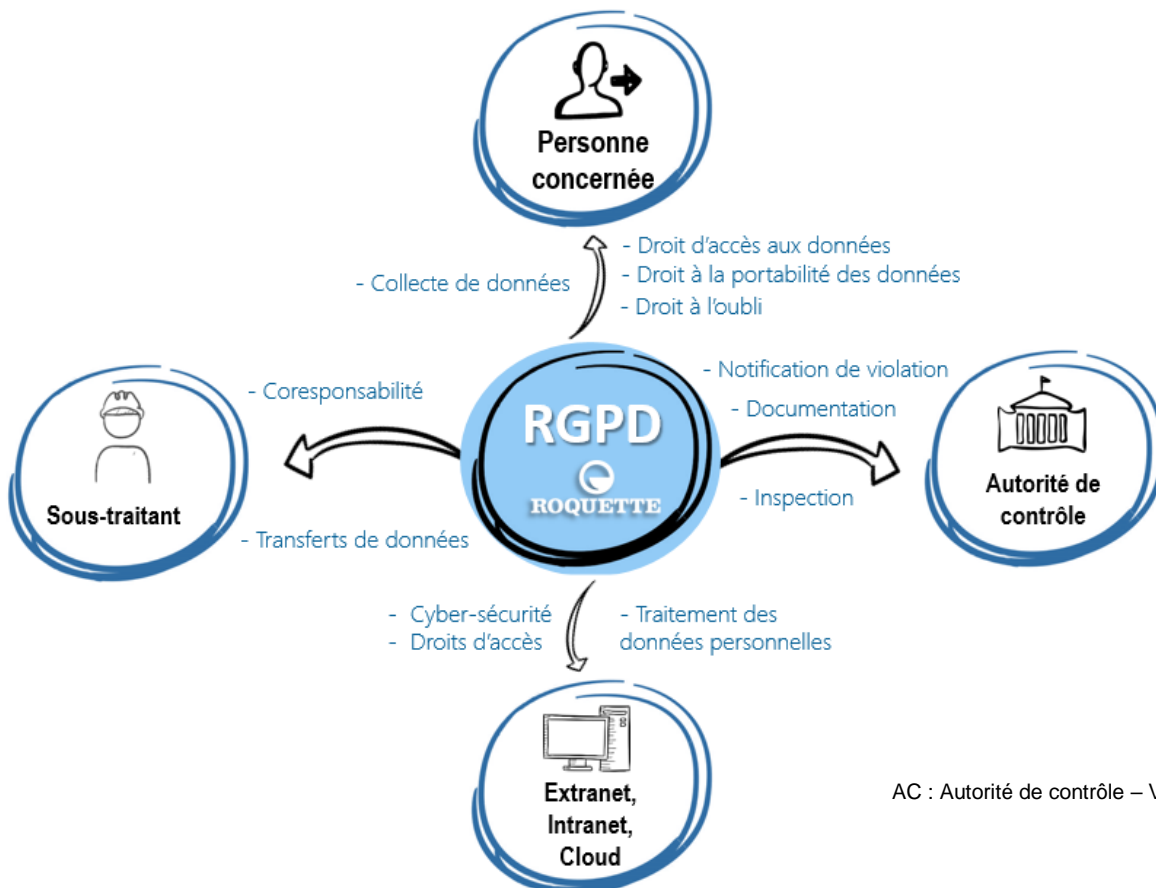 Personne
concernée
- Collecte de données
- Droit d'accès aux données
- Droit à la portabilité des données
- Droit à l'oubli
- Coresponsabilité
Sous-traitant
- Transferts de données
RGPD
ROQUETTE
- Notification de violation
- Documentation
- Inspection
Autorité de
contrôle
- Cyber-sécurité
- Droits d'accès
- Traitement des
données personnelles
Extranet,
Intranet,
Cloud
AC : Autorité de contrôle – V